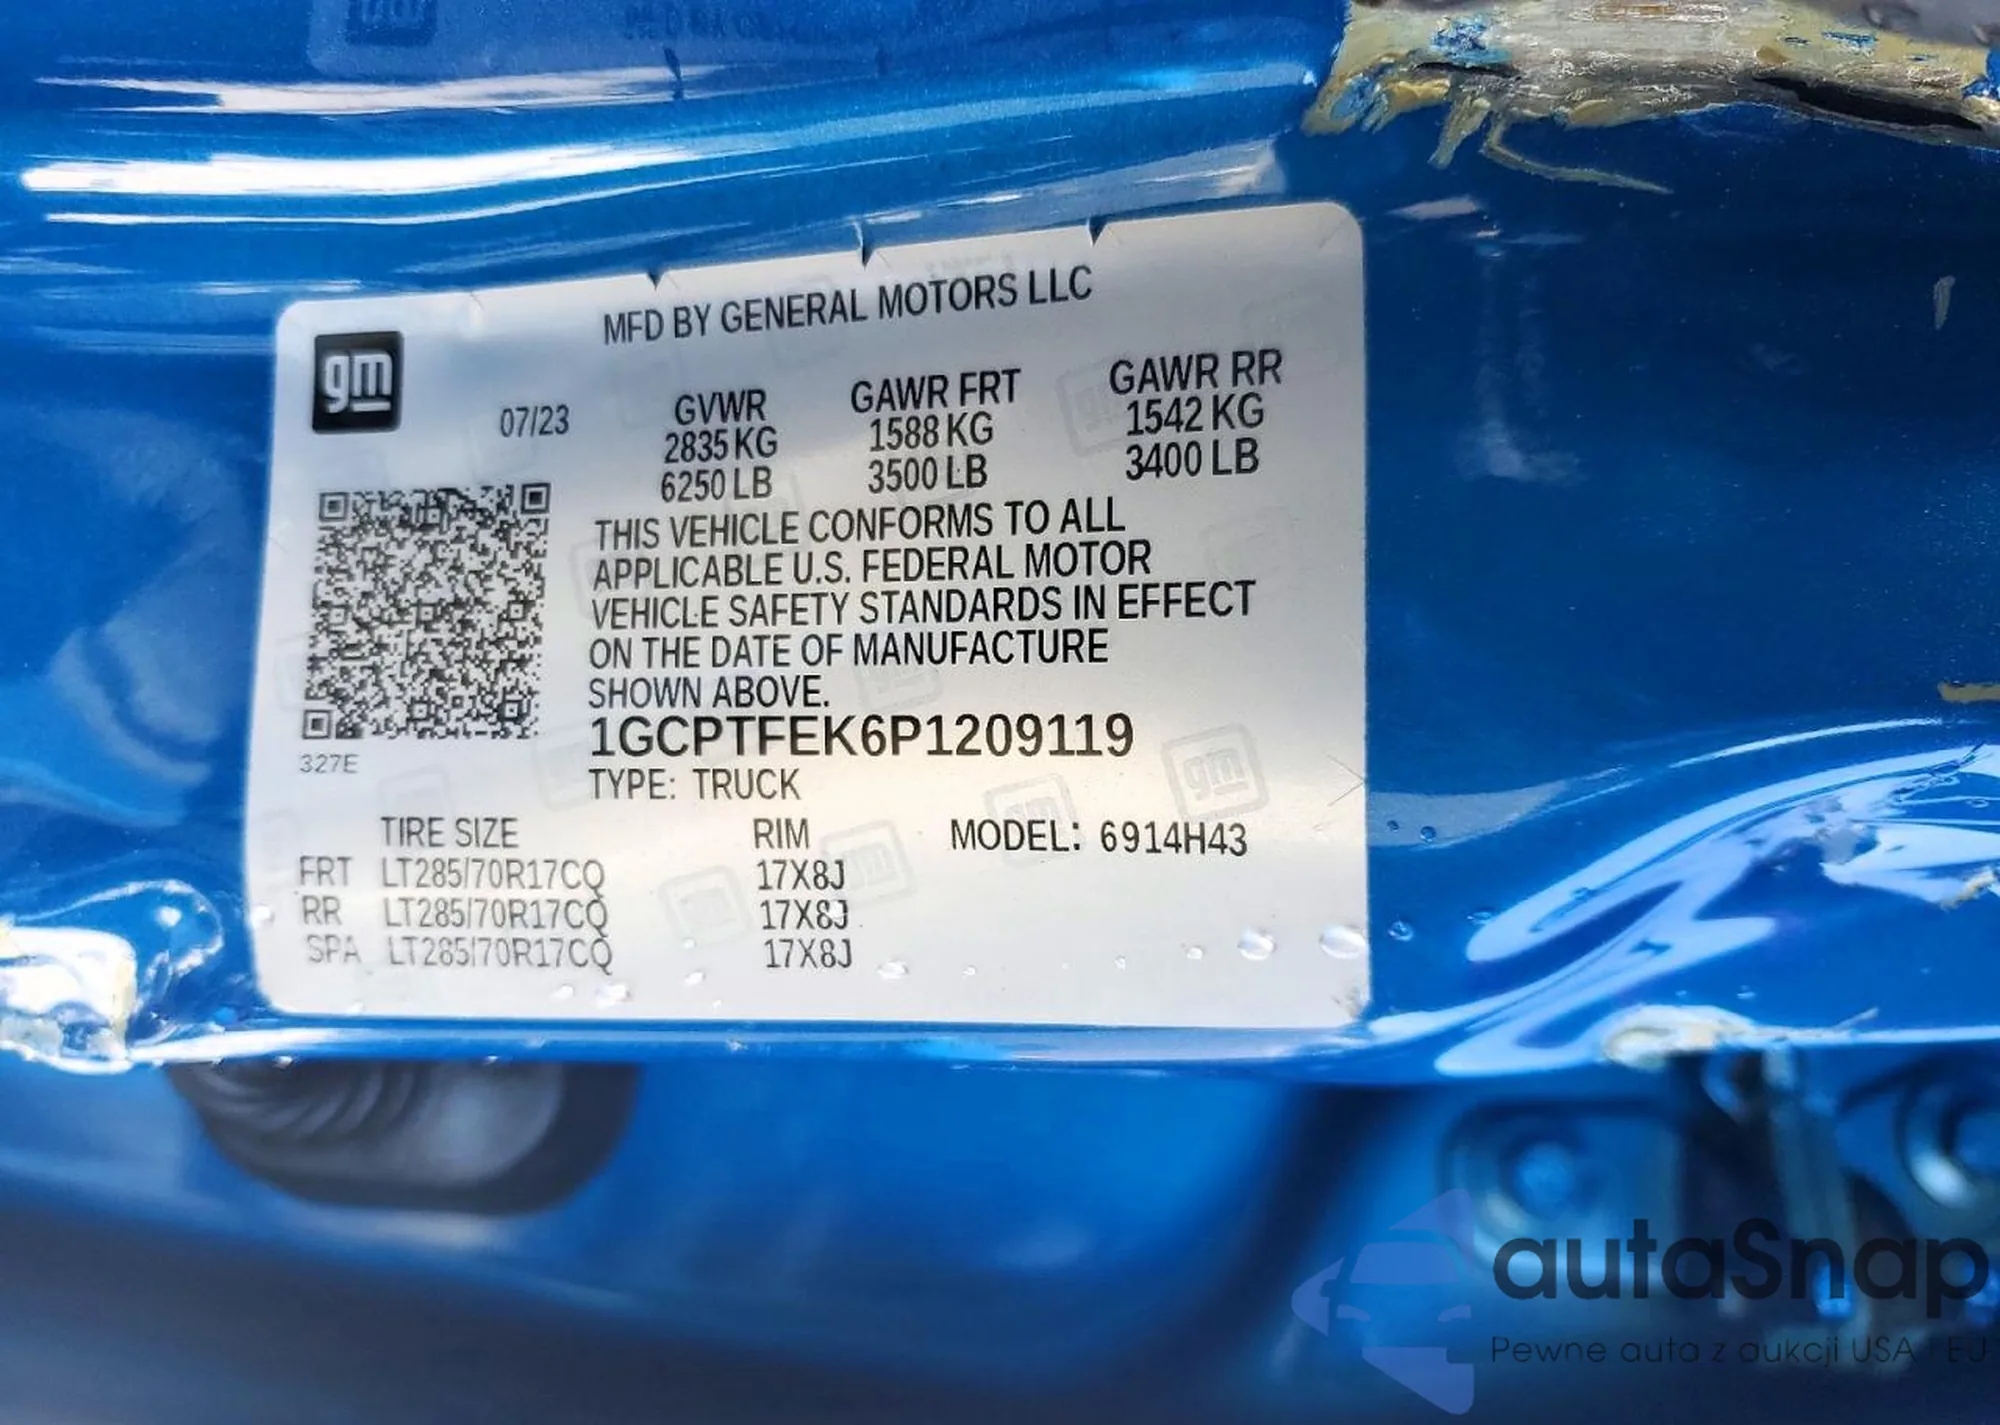 MFD BY GENERAL MOTORS LLC
gm
07/23
GVWR GAWR FRT GAWR RR
2835 KG 1588 KG 1542 KG
6250 LB 3500 LB 3400 LB
THIS VEHICLE CONFORMS TO ALL
APPLICABLE U.S. FEDERAL MOTOR
VEHICLE SAFETY STANDARDS IN EFFECT
ON THE DATE OF MANUFACTURE
SHOWN ABOVE.
1GCPTFEK6P1209119
327E
TYPE: TRUCK
TIRE SIZE RIM MODEL: 6914H43
FRT LT285/70R17CQ 17X8J
RR LT285/70R17CQ 17X8J
SPA LT285/70R17CQ 17X8J
autaSnap
Pewne auta z aukcji USA i EU